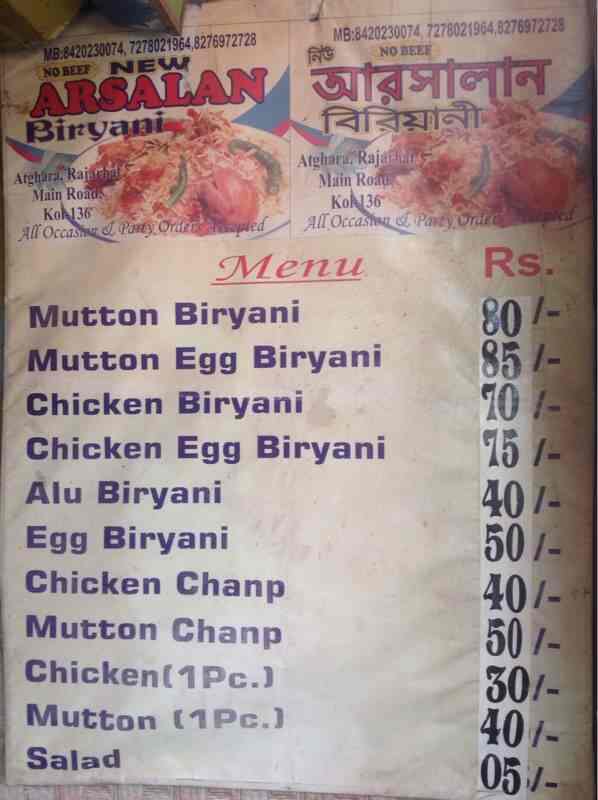 MB:8420230074, 7278021964,8276972728
NO BEEF
NEW
ARSALAN
Biryani
Atghara, Rajarhat
Main Road,
Kol-136
All Occasion & Party Orders Accepted
MB:8420230074, 7278021964,8276972728
NO BEEF
নিউ
আরসালান
বিরিয়ানী
Atghara, Rajarhat
Main Road,
Kol-136
All Occasion & Party Orders Accepted
Menu Rs.
Mutton Biryani 80/-
Mutton Egg Biryani 85/-
Chicken Biryani 70/-
Chicken Egg Biryani 75/-
Alu Biryani 40/-
Egg Biryani 50/-
Chicken Chanp 40/-
Mutton Chanp 50/-
Chicken(1Pc.) 30/-
Mutton (1Pc.) 40/-
Salad 05/-